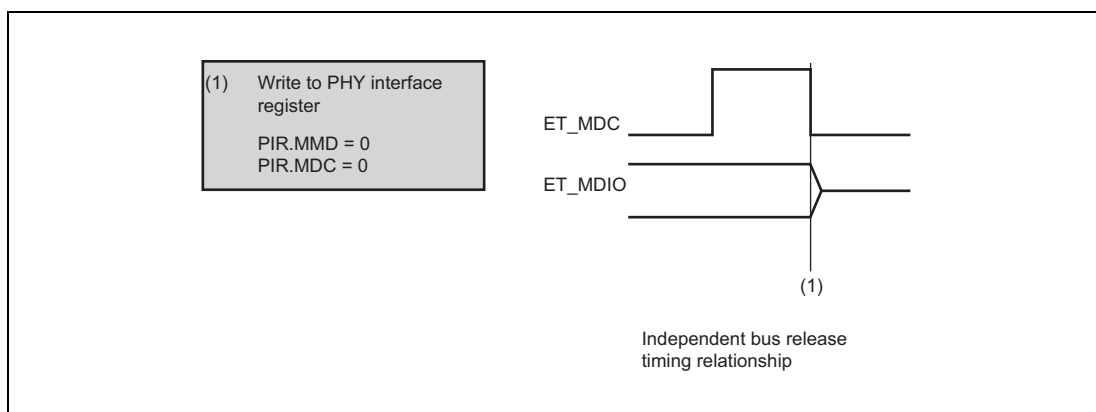 (1) Write to PHY interface
register
PIR.MMD = 0
PIR.MDC = 0
ET_MDC
ET_MDIO
(1)
Independent bus release
timing relationship